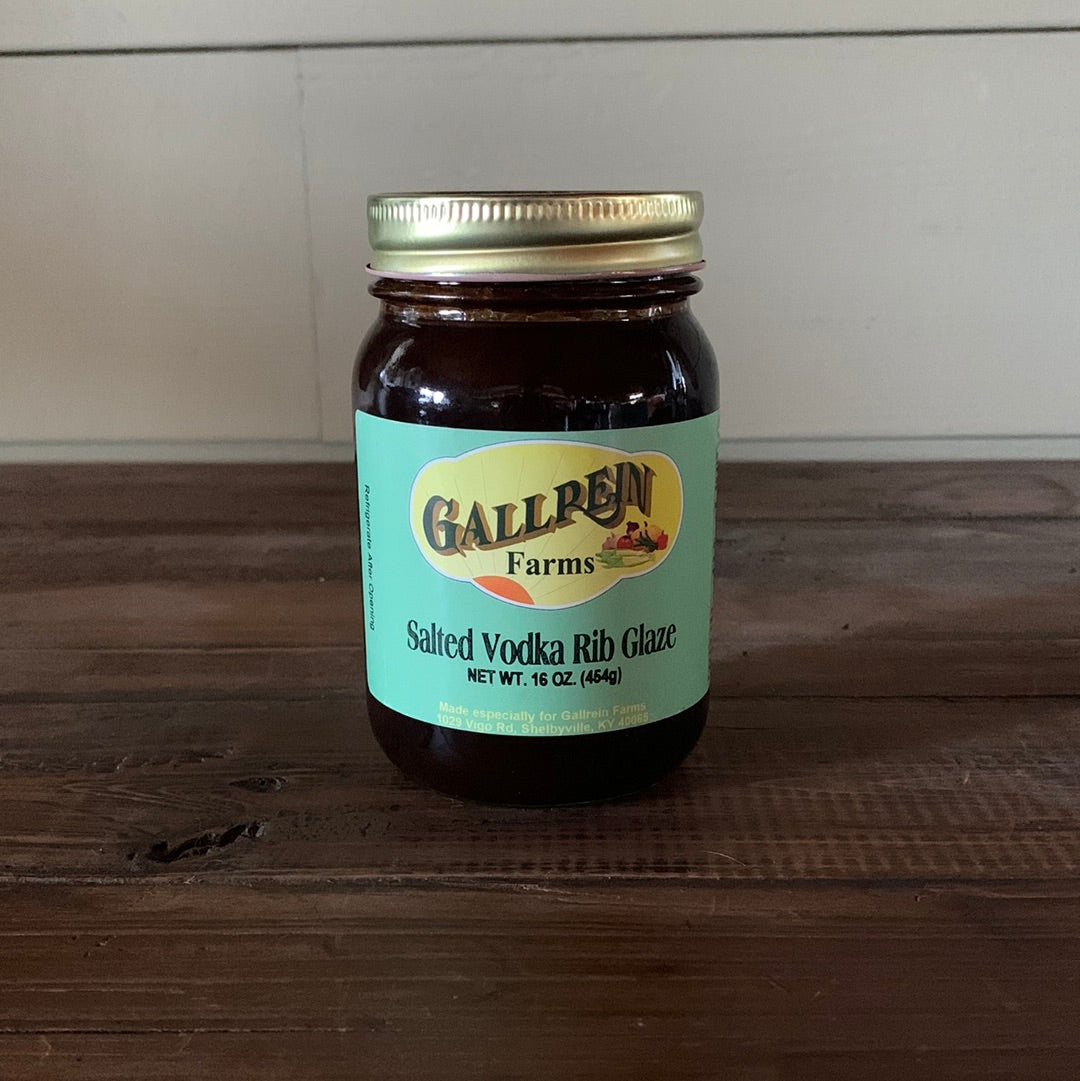 GALLREIN
Farms
Salted Vodka Rib Glaze
NET WT. 16 OZ. (454g)
Made especially for Gallrein Farms
1029 Vigo Rd, Shelbyville, KY 40065
Refrigerate After Opening